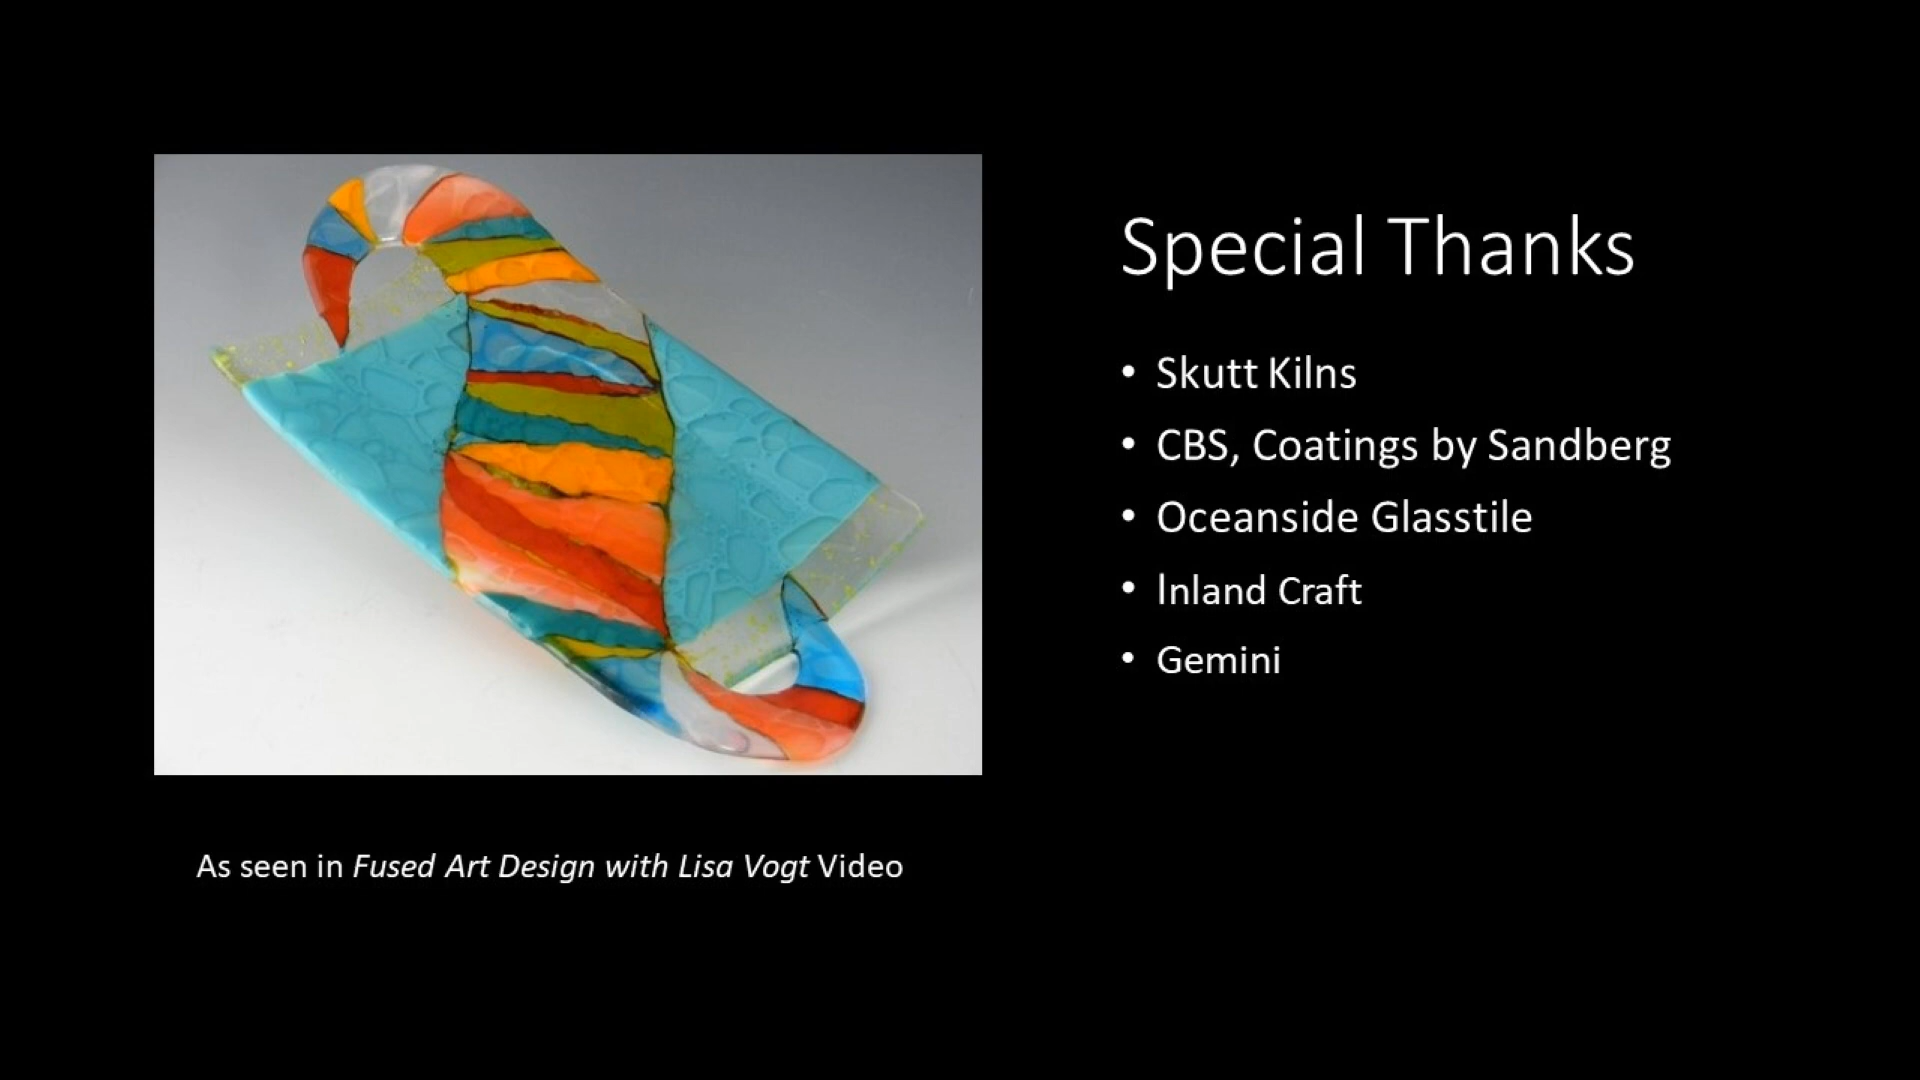 Special Thanks
• Skutt Kilns
• CBS, Coatings by Sandberg
• Oceanside Glasstile
• Inland Craft
• Gemini
As seen in Fused Art Design with Lisa Vogt Video